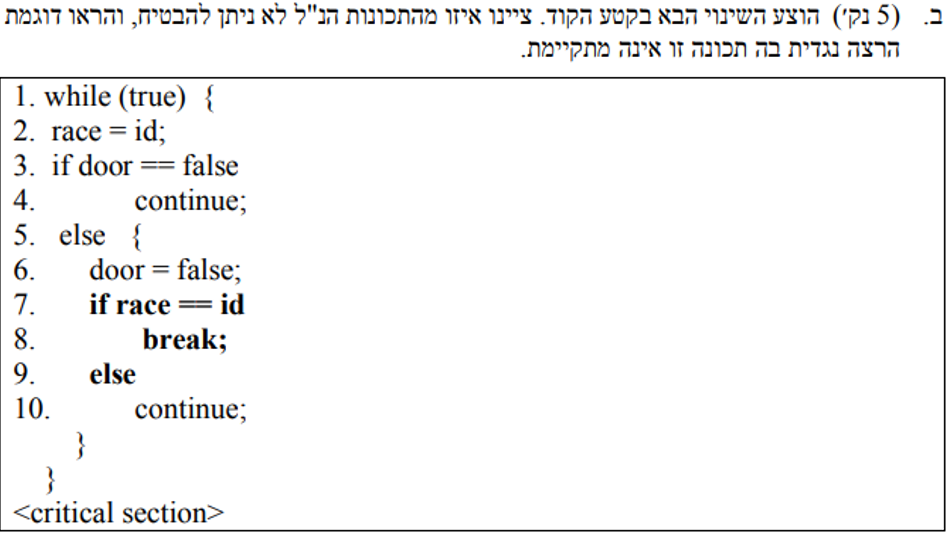 ב. (5 נק') הוצע השינוי הבא בקטע הקוד. ציינו איזו מהתכונות הנ"ל לא ניתן להבטיח, והראו דוגמת
הרצה נגדית בה תכונה זו אינה מתקיימת.
1. while (true) {
2. race = id;
3. if door == false
4. continue;
5. else {
6. door = false;
7. if race == id
8. break;
9. else
10. continue;
}
}
<critical section>